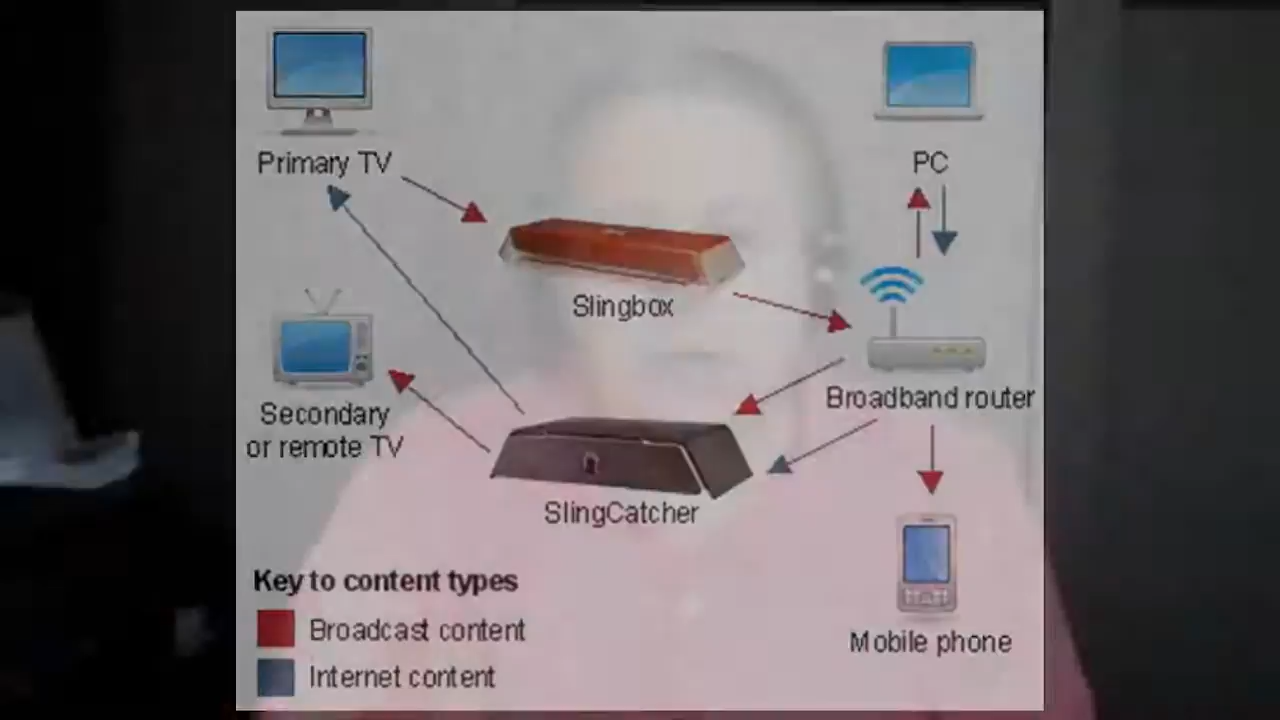 Primary TV
PC
Slingbox
Broadband router
Secondary
or remote TV
SlingCatcher
Key to content types
Broadcast content
Internet content
Mobile phone